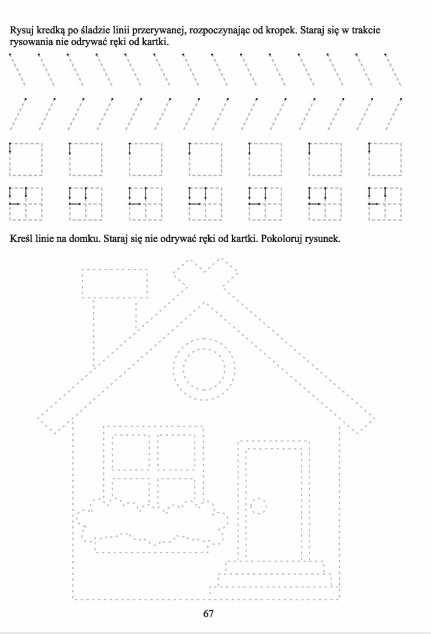 Rysuj kredką po śladzie linii przerywanej, rozpoczynając od kropek. Staraj się w trakcie
rysowania nie odrywać ręki od kartki.
Kreśl linie na domku. Staraj się nie odrywać ręki od kartki. Pokoloruj rysunek.
67